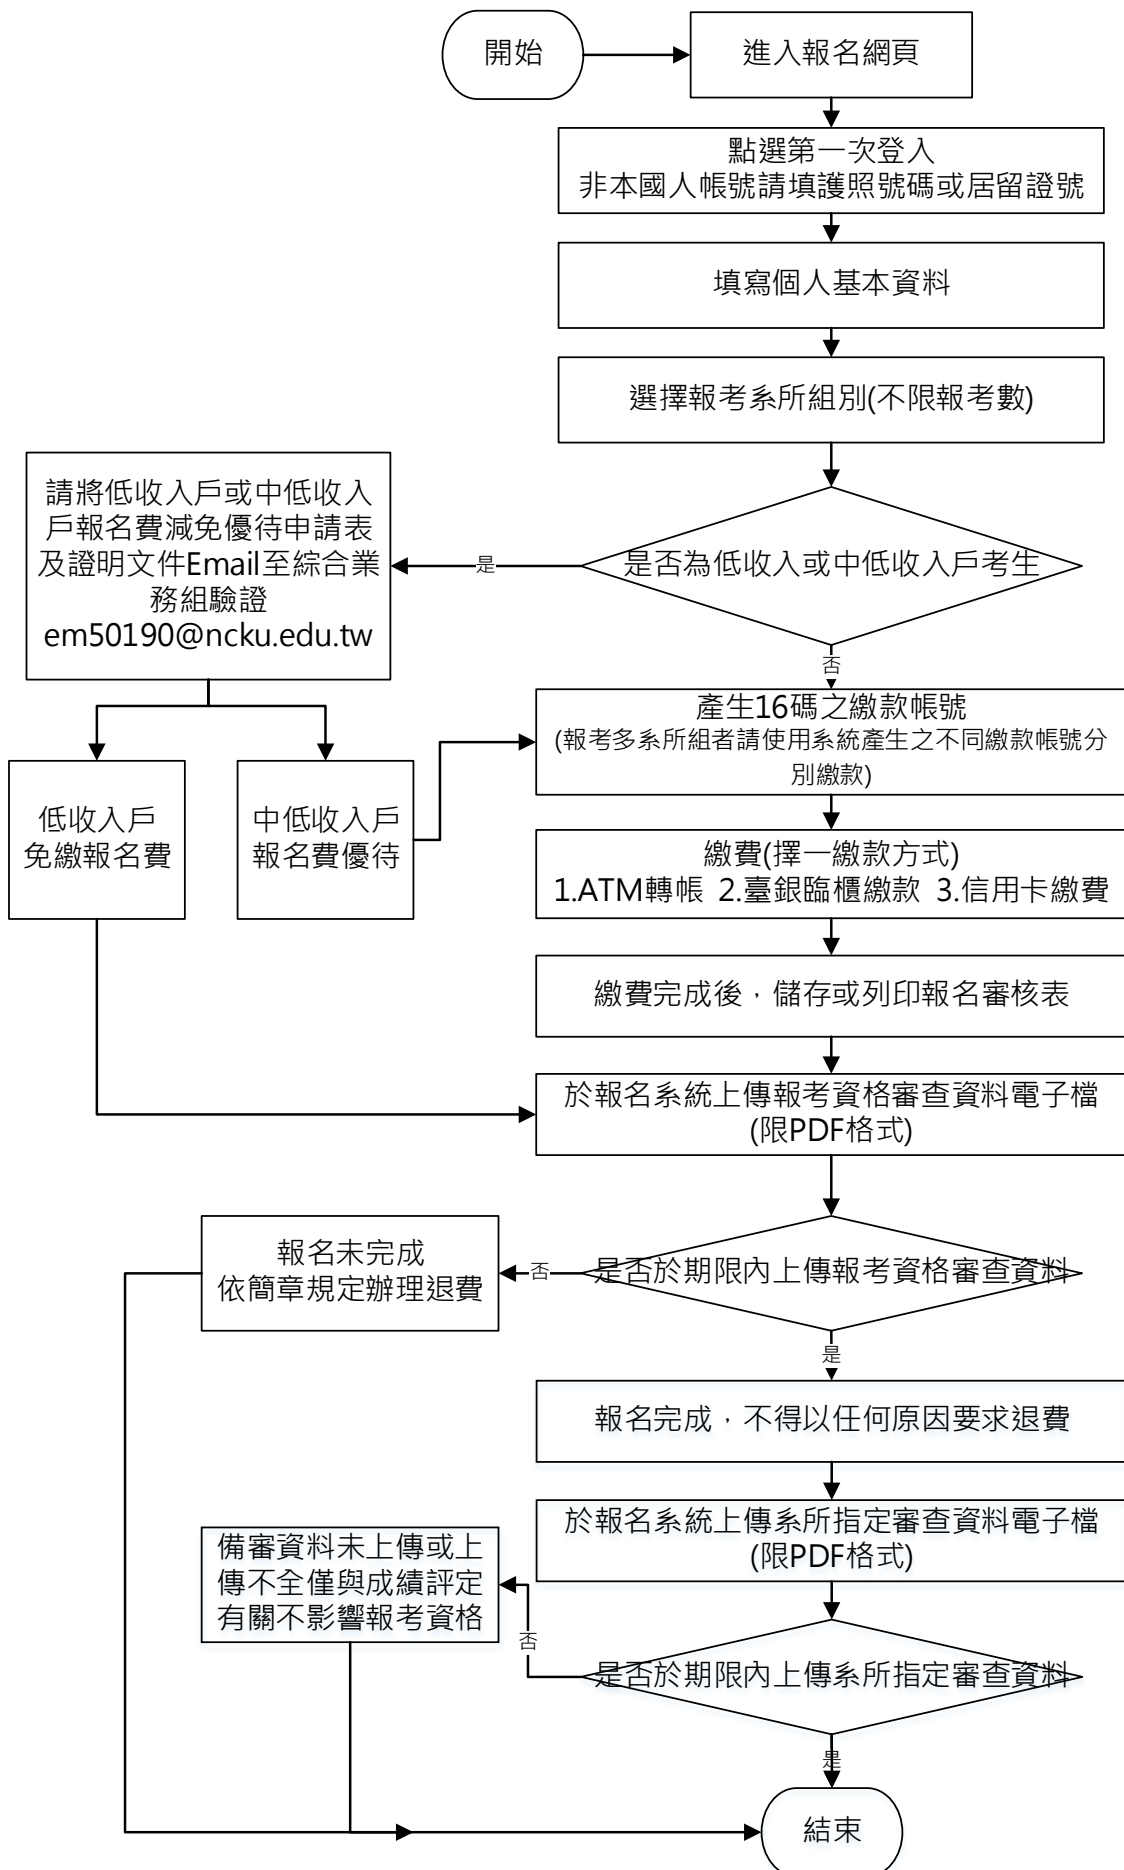 開始
進入報名網頁
點選第一次登入
非本國人帳號請填護照號碼或居留證號
填寫個人基本資料
選擇報考系所組別(不限報考數)
是否為低收入或中低收入戶考生
是
請將低收入戶或中低收入
戶報名費減免優待申請表
及證明文件Email至綜合業
務組驗證
em50190@ncku.edu.tw
否
低收入戶
免繳報名費
中低收入戶
報名費優待
產生16碼之繳款帳號
(報考多系所組者請使用系統產生之不同繳款帳號分
別繳款)
繳費(擇一繳款方式)
1.ATM轉帳 2.臺銀臨櫃繳款 3.信用卡繳費
繳費完成後，儲存或列印報名審核表
於報名系統上傳報考資格審查資料電子檔
(限PDF格式)
是否於期限內上傳報考資格審查資料
否
報名未完成
依簡章規定辦理退費
是
報名完成，不得以任何原因要求退費
於報名系統上傳系所指定審查資料電子檔
(限PDF格式)
是否於期限內上傳系所指定審查資料
否
備審資料未上傳或上
傳不全僅與成績評定
有關不影響報考資格
是
結束